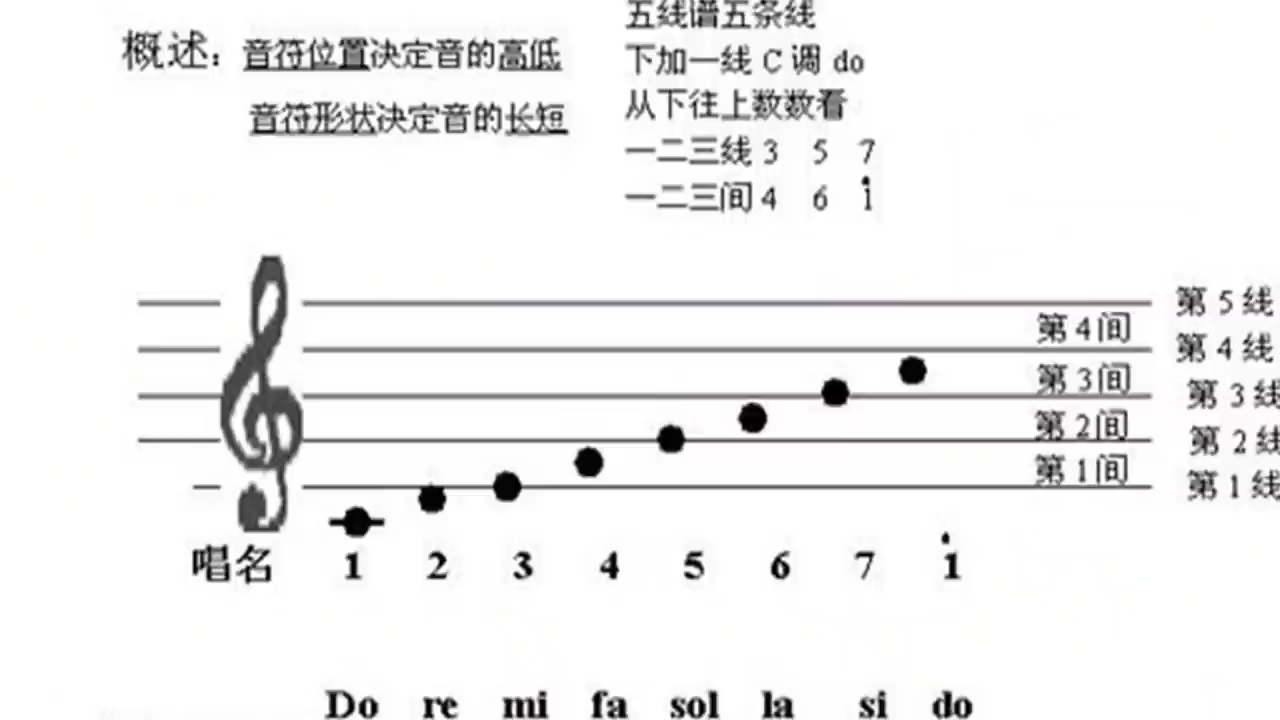 概述：音符位置决定音的高低
音符形状决定音的长短
五线谱五条线
下加一线 C 调 do
从下往上数数看
一二三线 3 5 7
一二三间 4 6 i
第 5 线
第 4 间
第 4 线
第 3 间
第 3 线
第 2 间
第 2 线
第 1 间
第 1 线
唱名 1 2 3 4 5 6 7 i
Do re mi fa sol la si do